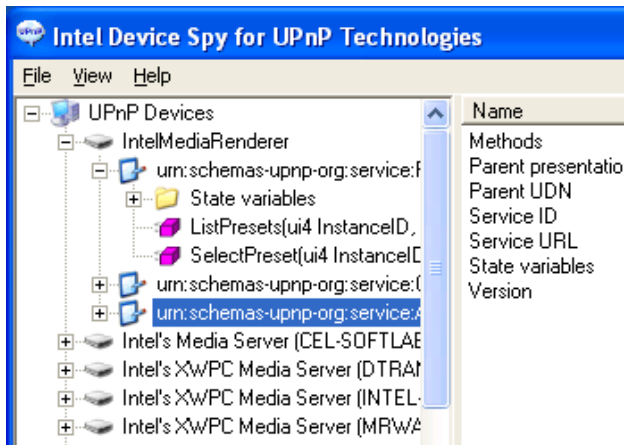 Intel Device Spy for UPnP Technologies
File View Help
UPnP Devices
IntelMediaRenderer
urn:schemas-upnp-org:service:
State variables
ListPresets(ui4 InstanceID,
SelectPreset(ui4
urn:schemas-upnp-org:service:
urn:schemas-upnp-org:service:A
Intel's Media Server (CEL-SOFTLAE
Intel's XWPC Media Server (DTRAN
Intel's XWPC Media Server (INTEL-
Intel's XWPC Media Server (MRWA
Name
Methods
Parent presentatio
Parent UDN
Service ID
Service URL
State variables
Version